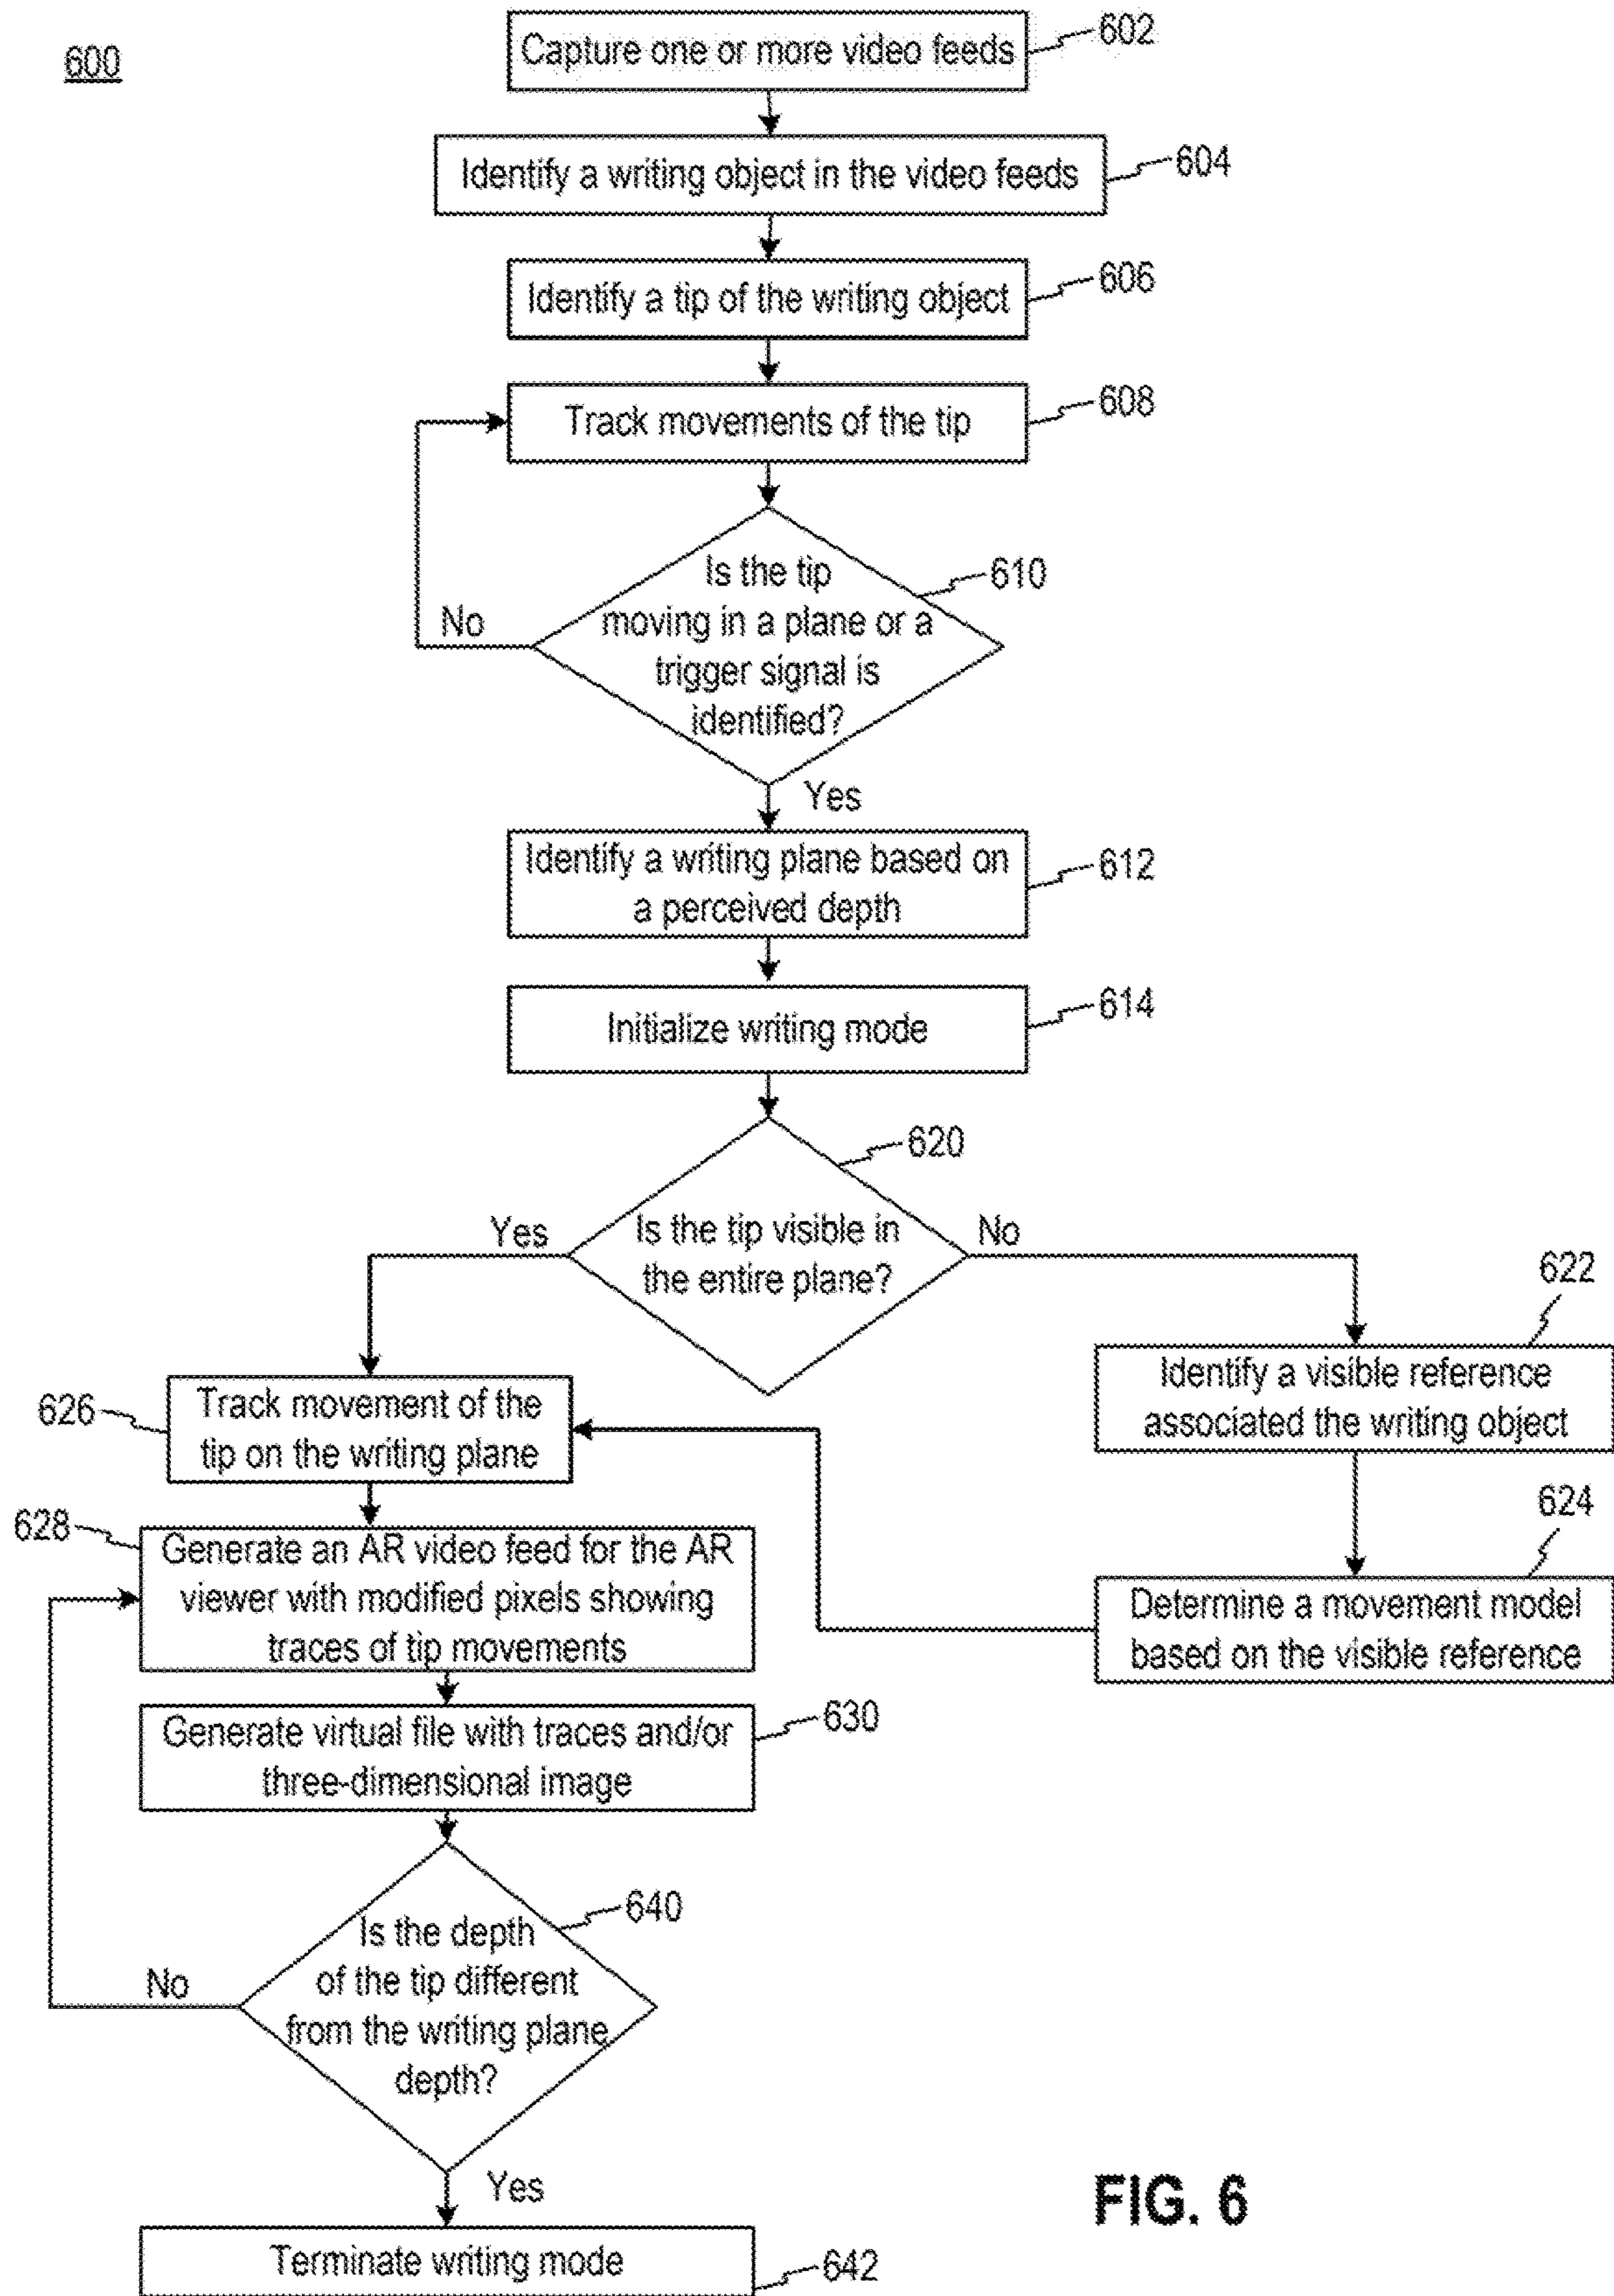 600
Capture one or more video feeds
602
Identify a writing object in the video feeds
604
Identify a tip of the writing object
606
Track movements of the tip
608
Is the tip
moving in a plane or a
trigger signal is
identified?
610
No
Yes
Identify a writing plane based on
a perceived depth
612
Initialize writing mode
614
620
Is the tip visible in
the entire plane?
Yes
No
622
Identify a visible reference
associated the writing object
624
Determine a movement model
based on the visible reference
626
Track movement of the
tip on the writing plane
628
Generate an AR video feed for the AR
viewer with modified pixels showing
traces of tip movements
630
Generate virtual file with traces and/or
three-dimensional image
640
Is the depth
of the tip different
from the writing plane
depth?
No
Yes
Terminate writing mode
642
FIG. 6